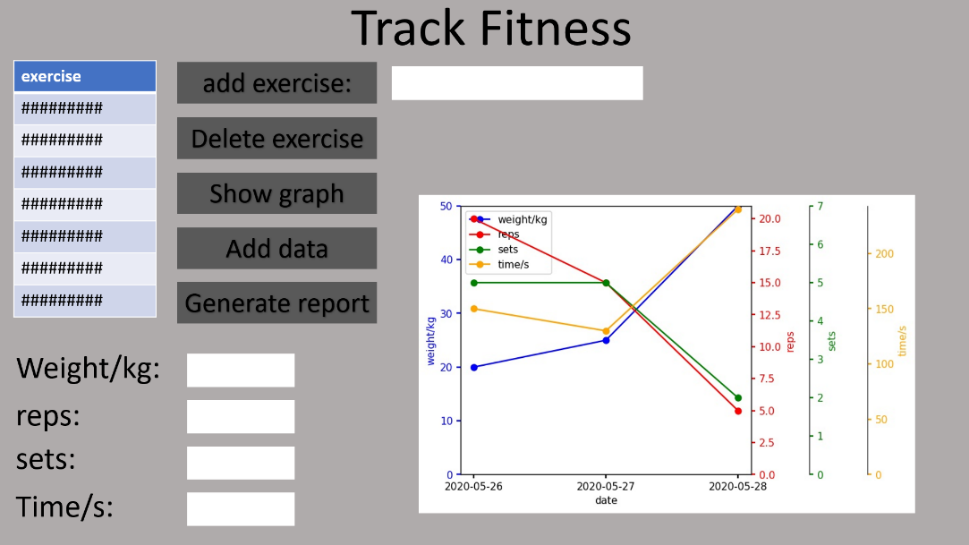 Track Fitness
exercise
#########
#########
#########
#########
#########
#########
#########
add exercise:
Delete exercise
Show graph
Add data
Generate report
Weight/kg:
reps:
sets:
Time/s:
weight/kg
reps
sets
time/s
50
40
30
20
10
0
weight/kg
20.0
17.5
15.0
12.5
10.0
7.5
5.0
2.5
0.0
reps
7
6
5
4
3
2
1
0
sets
200
150
100
50
0
time/s
2020-05-26 2020-05-27 2020-05-28
date